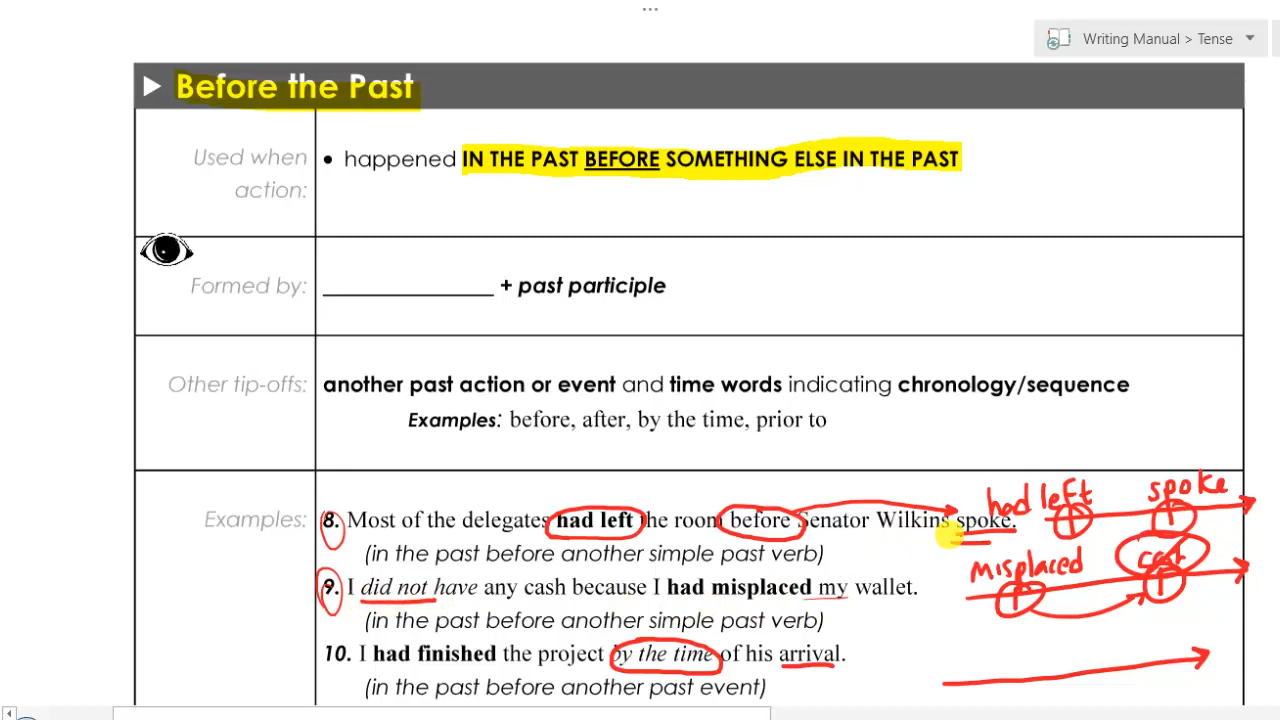 ...
Writing Manual > Tense
Before the Past
Used when action:
• happened IN THE PAST BEFORE SOMETHING ELSE IN THE PAST
Formed by:
_______________ + past participle
Other tip-offs:
another past action or event and time words indicating chronology/sequence
Examples: before, after, by the time, prior to
Examples:
8. Most of the delegates had left the room before Senator Wilkins spoke.
had left spoke
(in the past before another simple past verb)
misplaced
9. I did not have any cash because I had misplaced my wallet.
(in the past before another simple past verb)
10. I had finished the project by the time of his arrival.
(in the past before another past event)